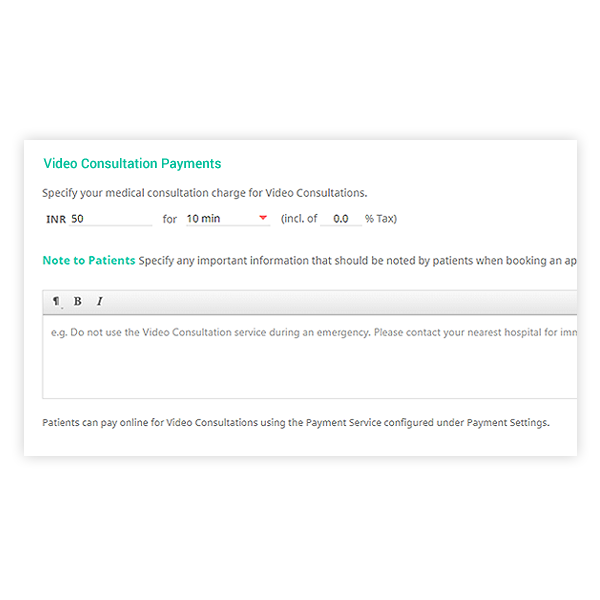 Video Consultation Payments
Specify your medical consultation charge for Video Consultations.
INR 50 for 10 min (incl. of 0.0 % Tax)
Note to Patients Specify any important information that should be noted by patients when booking an ap
¶ B I
e.g. Do not use the Video Consultation service during an emergency. Please contact your nearest hospital for imm
Patients can pay online for Video Consultations using the Payment Service configured under Payment Settings.